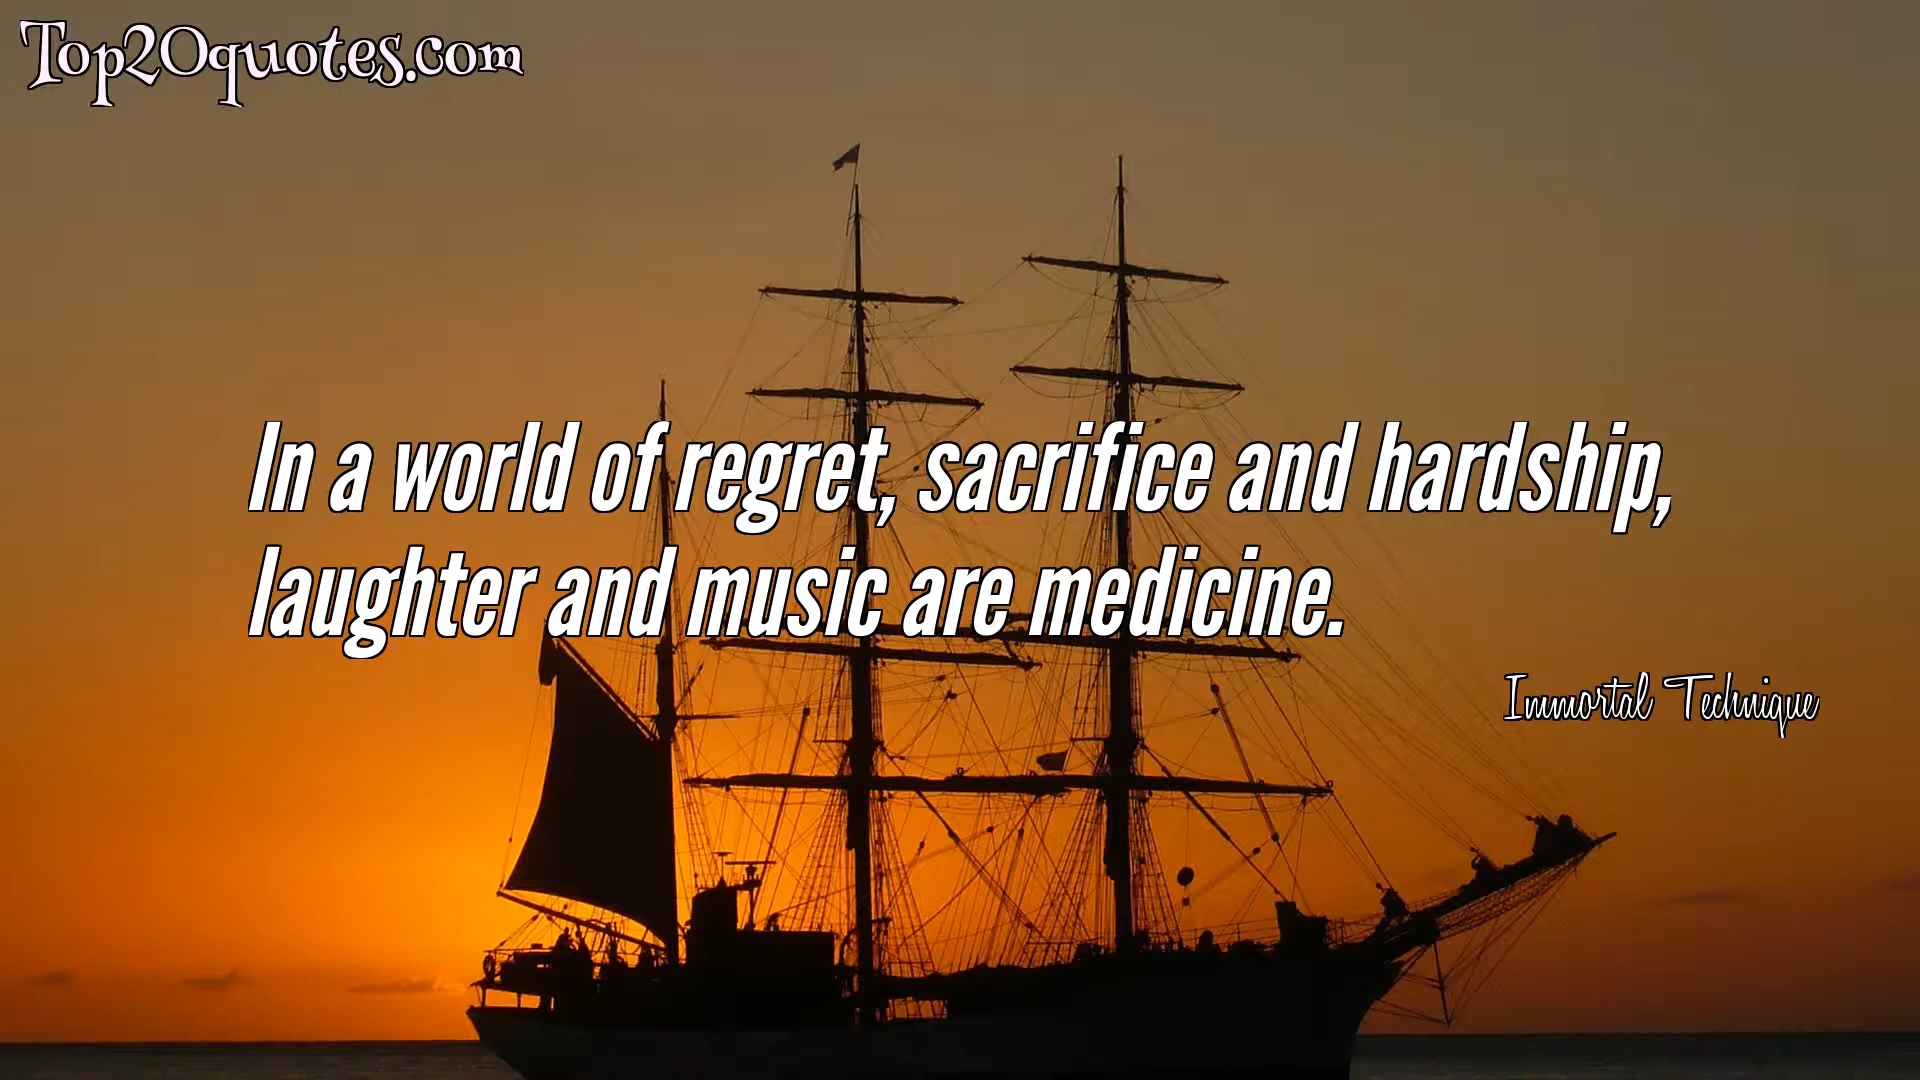 Top20quotes.com
In a world of regret, sacrifice and hardship,
laughter and music are medicine.
Immortal Technique